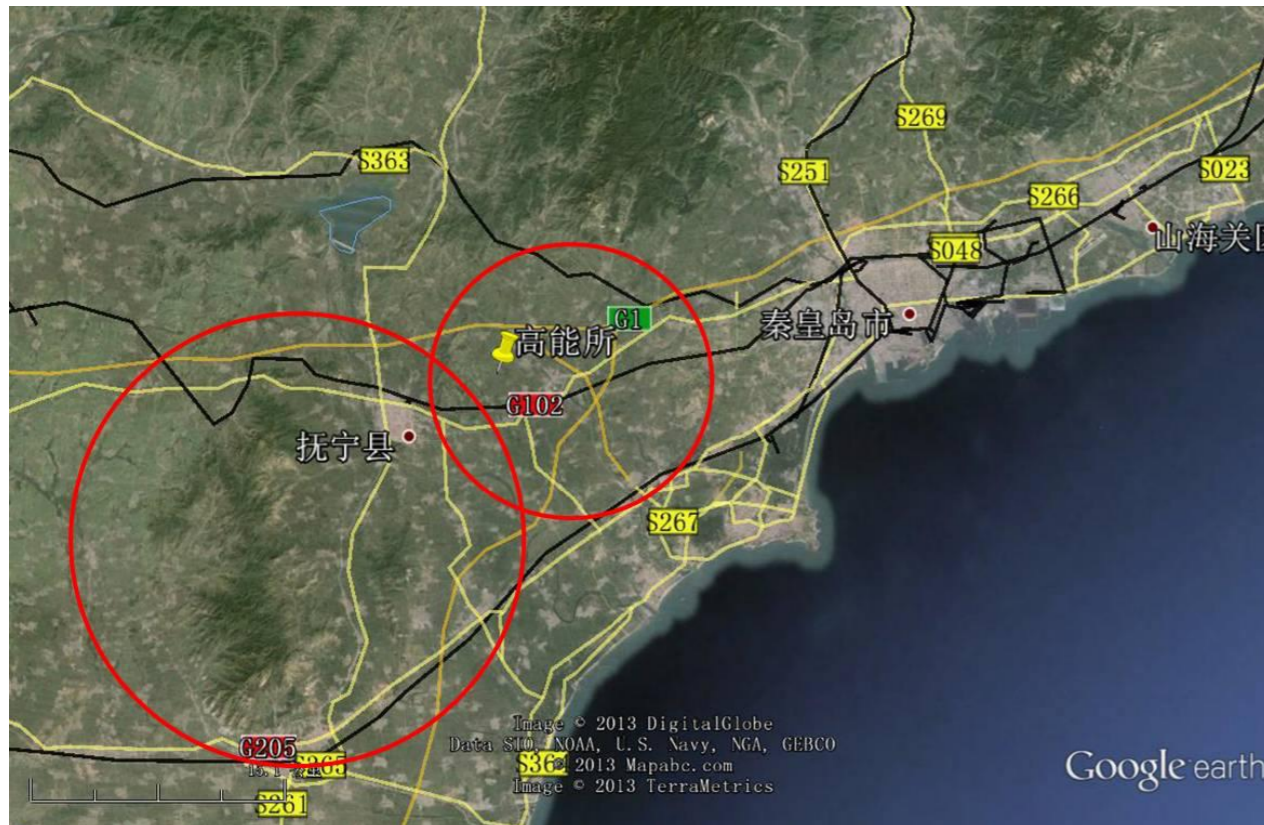 S269
S363
S251
S023
S266
山海关区
S048
G1
秦皇岛市
高能所
G102
抚宁县
S267
Image © 2013 DigitalGlobe
G205
Data SIO, NOAA, U.S. Navy, NGA, GEBCO
S265
© 2013 Mapabc.com
Google earth
Image © 2013 TerraMetrics
S261